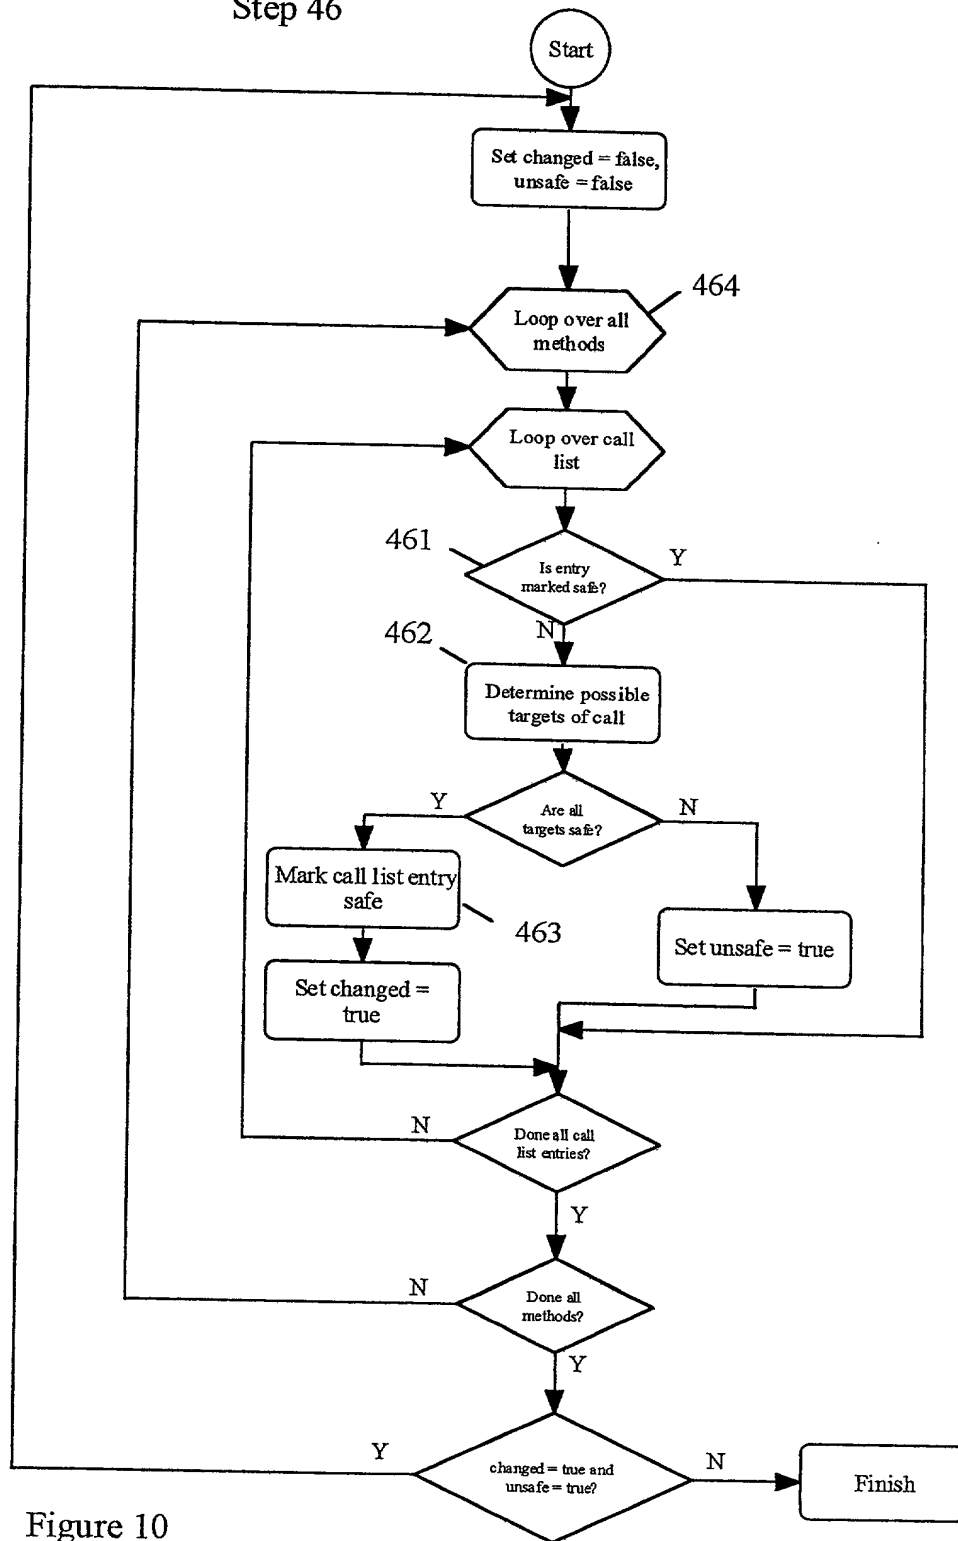 Step 46
Start
Set changed = false,
unsafe = false
464
Loop over all
methods
Loop over call
list
461
Is entry
marked safe?
Y
N
462
Determine possible
targets of call
Y
Are all
targets safe?
N
Mark call list entry
safe
463
Set unsafe = true
Set changed =
true
N
Done all call
list entries?
Y
N
Done all
methods?
Y
Y
changed = true and
unsafe = true?
N
Finish
Figure 10